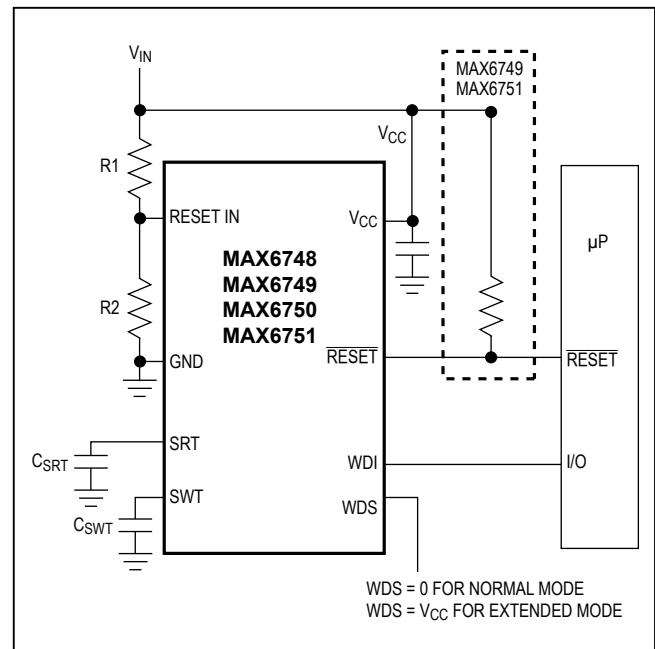 VIN
MAX6749
MAX6751
VCC
R1
RESET IN
VCC
µP
MAX6748
MAX6749
MAX6750
MAX6751
R2
GND
RESET
RESET
SRT
CSRT
WDI
I/O
SWT
CSWT
WDS
WDS = 0 FOR NORMAL MODE
WDS = VCC FOR EXTENDED MODE